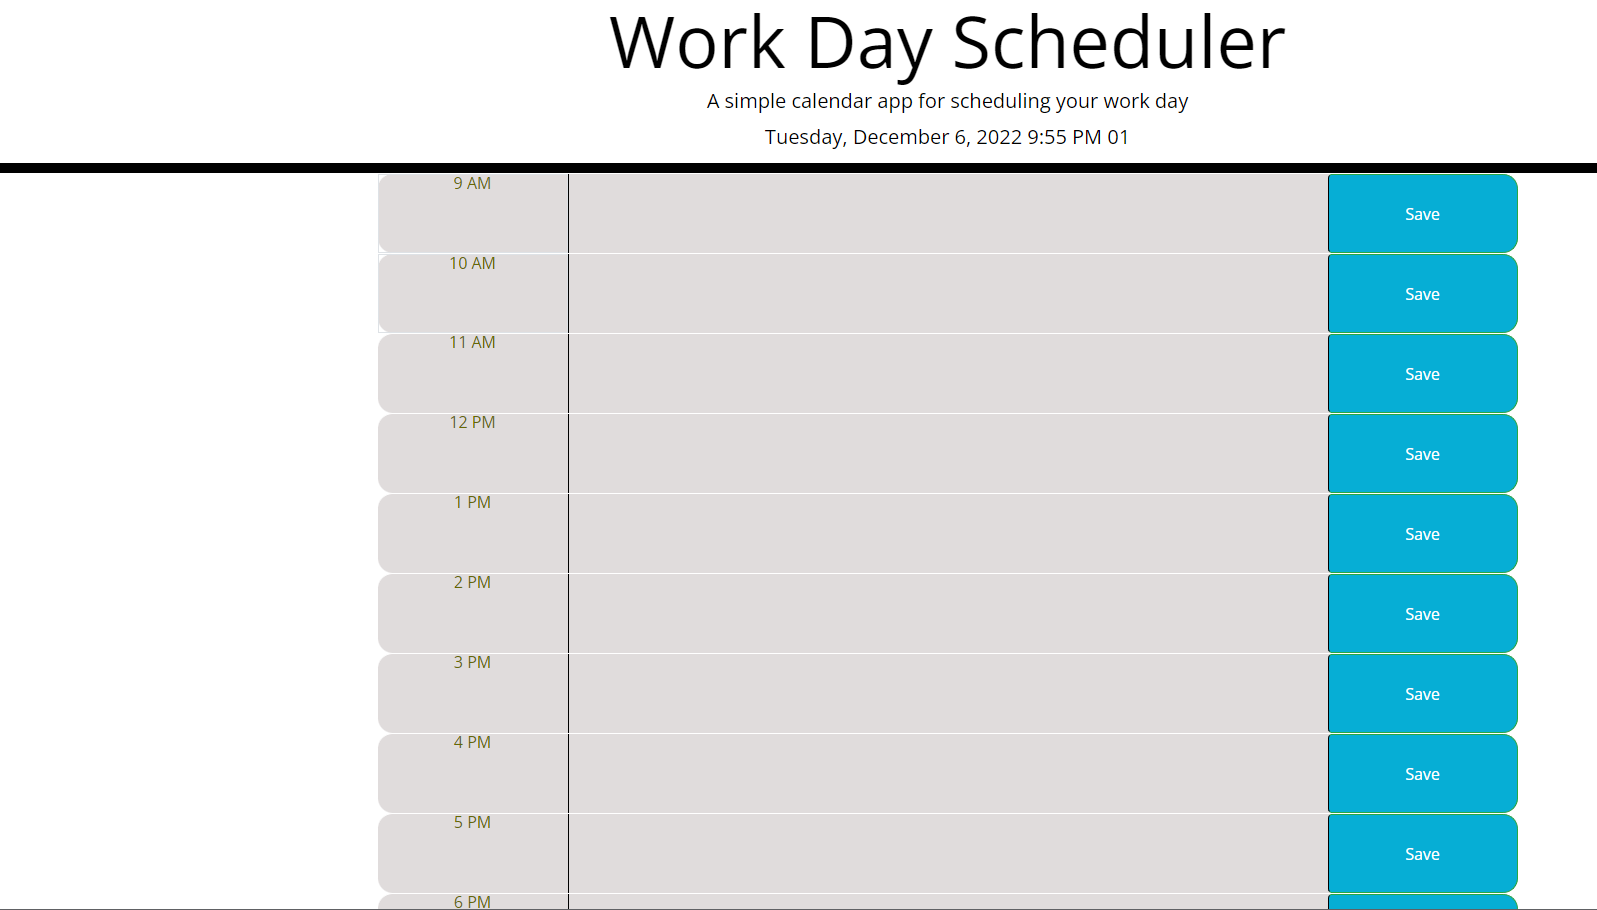 Work Day Scheduler
A simple calendar app for scheduling your work day
Tuesday, December 6, 2022 9:55 PM 01
9 AM
Save
10 AM
Save
11 AM
Save
12 PM
Save
1 PM
Save
2 PM
Save
3 PM
Save
4 PM
Save
5 PM
Save
6 PM